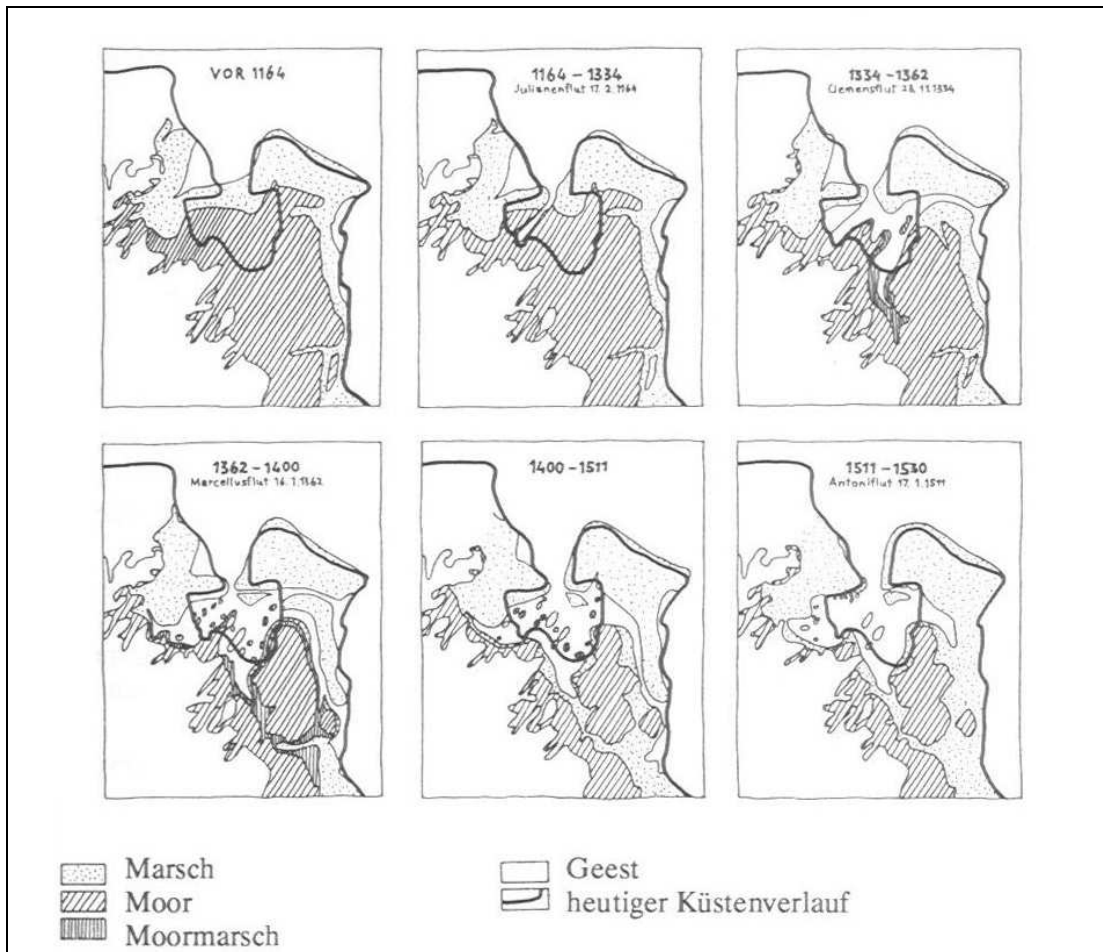 VOR 1164
1164 – 1334
Julianenflut 17. 2. 1164
1334 – 1362
Clemensflut 23. 11. 1334
1362 – 1400
Marcellusflut 16. 1. 1362
1400 – 1511
1511 – 1530
Antoniflut 17. 1. 1511
Marsch
Moor
Moormarsch
Geest
heutiger Küstenverlauf